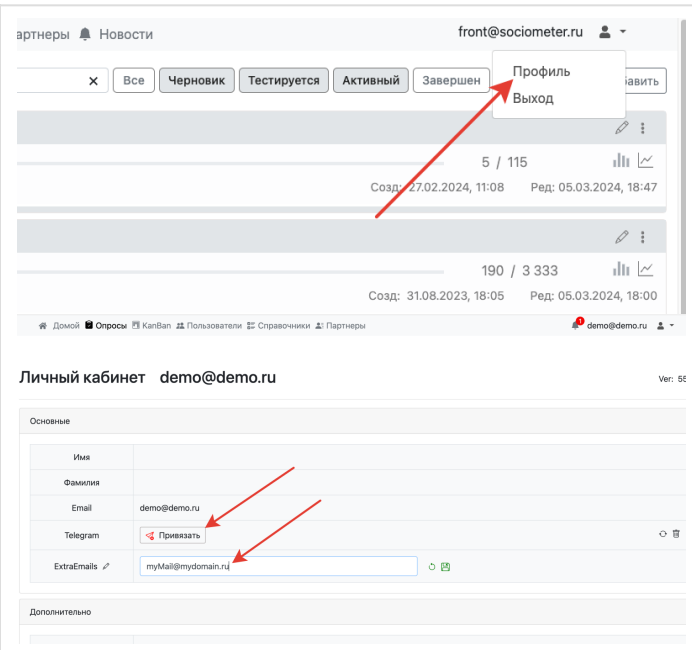 артнеры Новости front@sociometer.ru
Все Черновик Тестируется Активный Завершен
Профиль
Выход
авить
5 / 115
Созд: 27.02.2024, 11:08 Ред: 05.03.2024, 18:47
190 / 3 333
Созд: 31.08.2023, 18:05 Ред: 05.03.2024, 18:00
Домой Опросы KanBan Пользователи Справочники Партнеры 1 demo@demo.ru
Личный кабинет demo@demo.ru Ver: 55
Основные
Имя
Фамилия
Email demo@demo.ru
Telegram Привязать
ExtraEmails myMail@mydomain.ru
Дополнительно